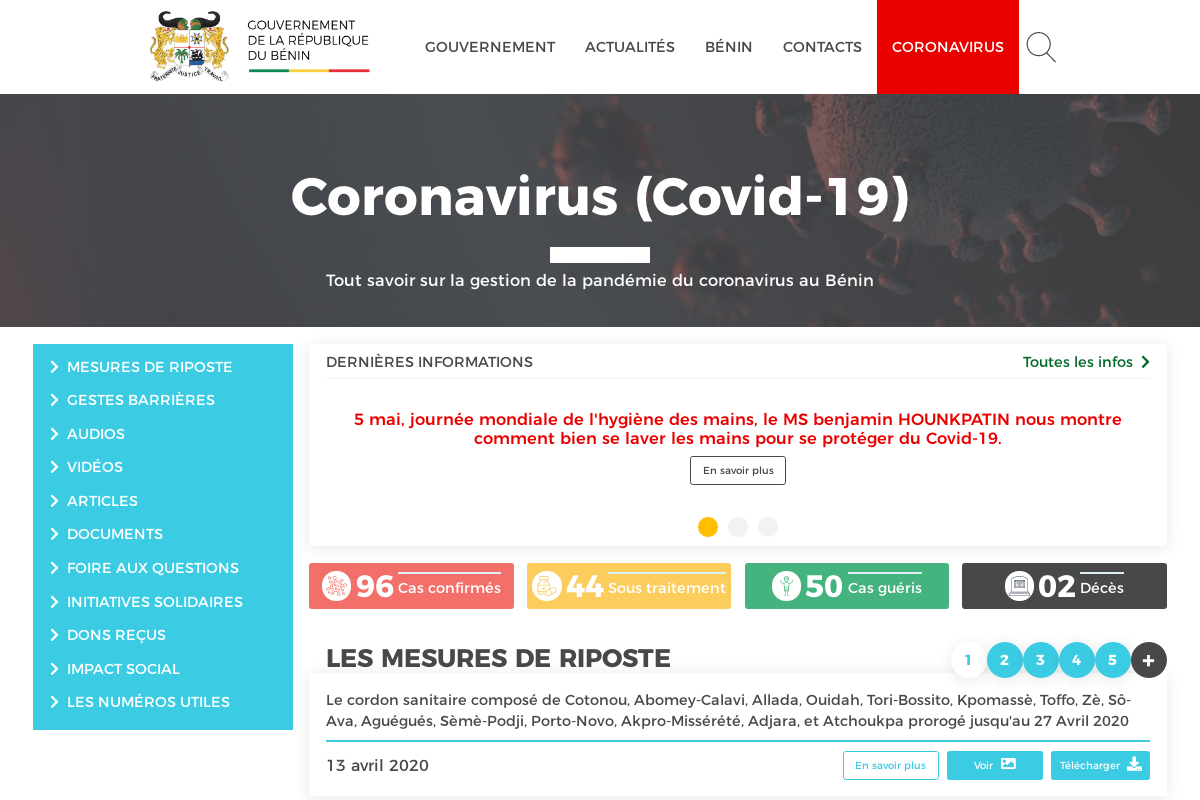 GOUVERNEMENT
DE LA RÉPUBLIQUE
DU BÉNIN
FRATERNITÉ JUSTICE TRAVAIL
GOUVERNEMENT
ACTUALITÉS
BÉNIN
CONTACTS
CORONAVIRUS
Coronavirus (Covid-19)
Tout savoir sur la gestion de la pandémie du coronavirus au Bénin
MESURES DE RIPOSTE
GESTES BARRIÈRES
AUDIOS
VIDÉOS
ARTICLES
DOCUMENTS
FOIRE AUX QUESTIONS
INITIATIVES SOLIDAIRES
DONS REÇUS
IMPACT SOCIAL
LES NUMÉROS UTILES
DERNIÈRES INFORMATIONS
Toutes les infos
5 mai, journée mondiale de l'hygiène des mains, le MS benjamin HOUNKPATIN nous montre
comment bien se laver les mains pour se protéger du Covid-19.
En savoir plus
96 Cas confirmés
44 Sous traitement
50 Cas guéris
02 Décès
LES MESURES DE RIPOSTE
1 2 3 4 5 +
Le cordon sanitaire composé de Cotonou, Abomey-Calavi, Allada, Ouidah, Tori-Bossito, Kpomassè, Toffo, Zè, Sô-
Ava, Aguégués, Sèmè-Podji, Porto-Novo, Akpro-Missérété, Adjara, et Atchoukpa prorogé jusqu'au 27 Avril 2020
13 avril 2020
En savoir plus
Voir
Télécharger